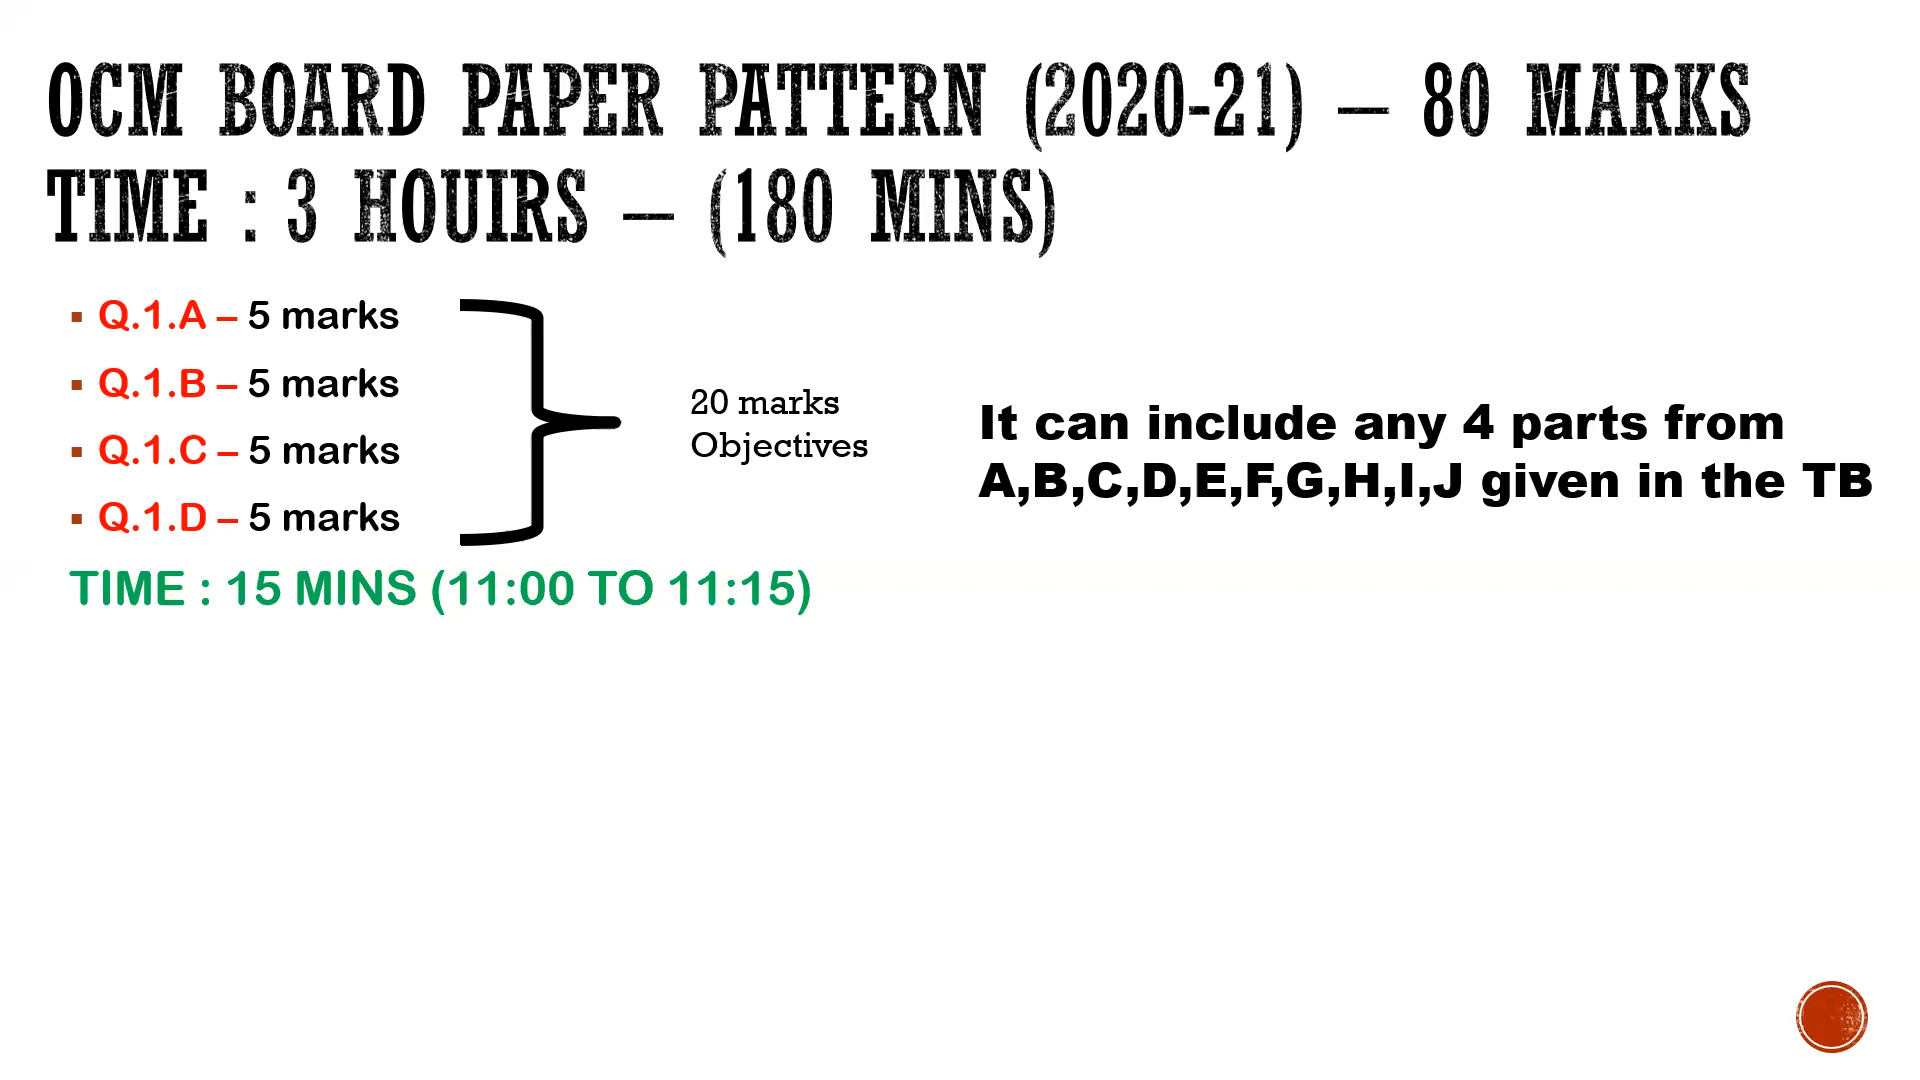 OCM BOARD PAPER PATTERN (2020-21) – 80 MARKS
TIME : 3 HOUIRS – (180 MINS)
▪ Q.1.A – 5 marks
▪ Q.1.B – 5 marks
▪ Q.1.C – 5 marks
▪ Q.1.D – 5 marks
20 marks
Objectives
It can include any 4 parts from
A,B,C,D,E,F,G,H,I,J given in the TB
TIME : 15 MINS (11:00 TO 11:15)